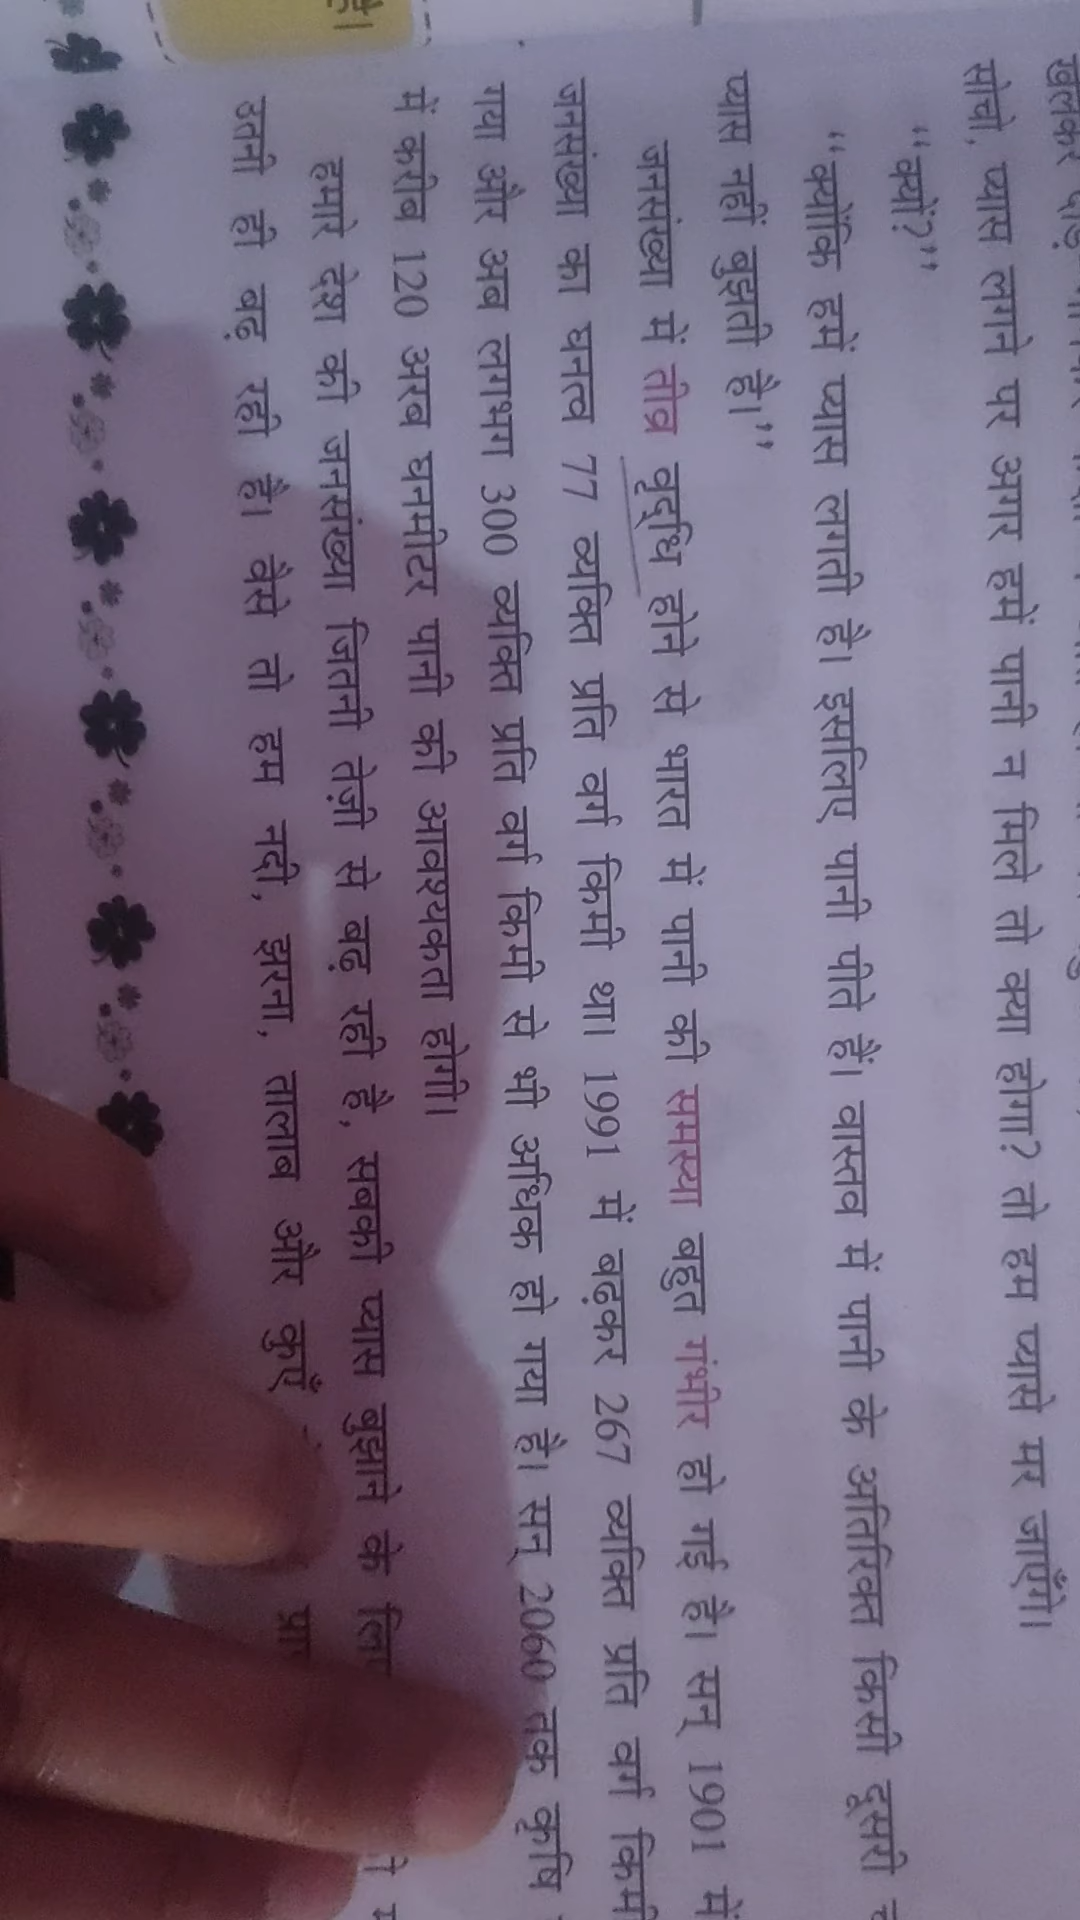 सोचो, प्यास लगने पर अगर हमें पानी न मिले तो क्या होगा? तो हम प्यासे मर जाएँगे।
“क्यों?”
“क्योंकि हमें प्यास लगती है। इसलिए पानी पीते हैं। वास्तव में पानी के अतिरिक्त किसी दूसरी
प्यास नहीं बुझती है।”
जनसंख्या में तीव्र वृद्धि होने से भारत में पानी की समस्या बहुत गंभीर हो गई है। सन् 1901 में
जनसंख्या का घनत्व 77 व्यक्ति प्रति वर्ग किमी था। 1991 में बढ़कर 267 व्यक्ति प्रति वर्ग किमी
गया और अब लगभग 300 व्यक्ति प्रति वर्ग किमी से भी अधिक हो गया है। सन् 2060 तक कृषि
में करीब 120 अरब घनमीटर पानी की आवश्यकता होगी।
हमारे देश की जनसंख्या जितनी तेज़ी से बढ़ रही है, सबकी प्यास बुझाने के
उतनी ही बढ़ रही है। वैसे तो हम नदी, झरना, तालाब और कुएँ
है।